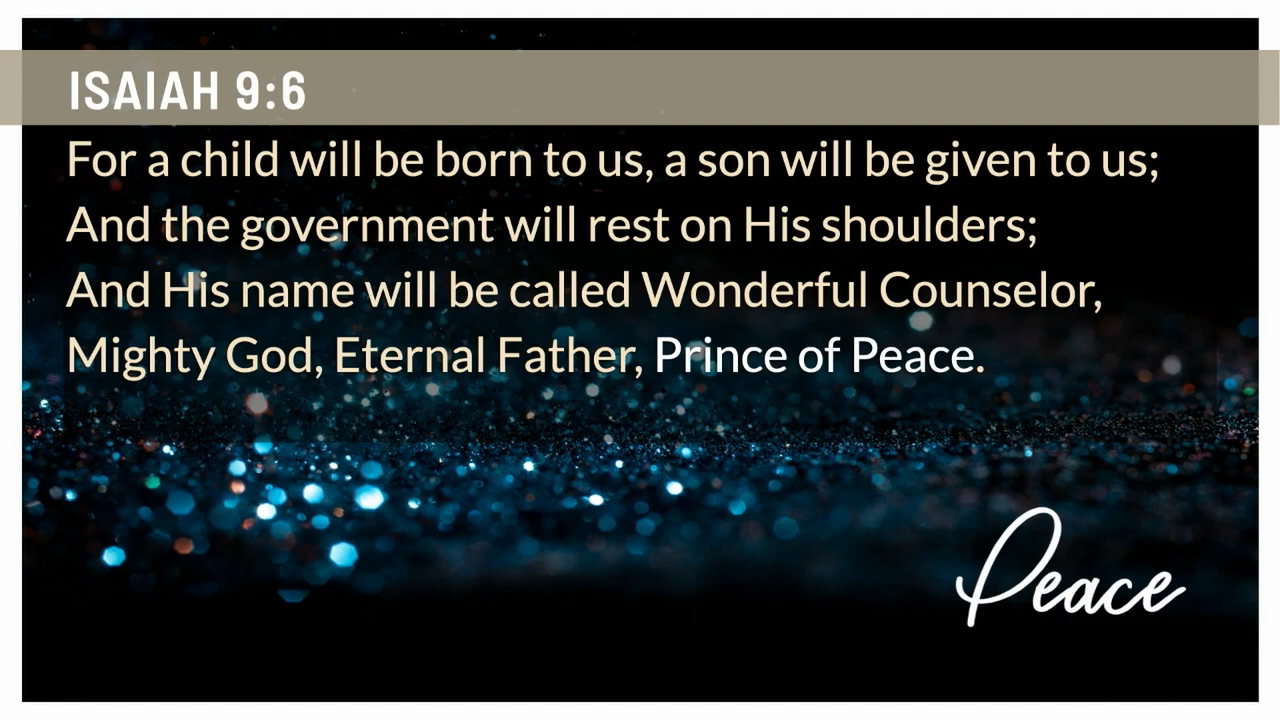 ISAIAH 9:6
For a child will be born to us, a son will be given to us;
And the government will rest on His shoulders;
And His name will be called Wonderful Counselor,
Mighty God, Eternal Father, Prince of Peace.
Peace